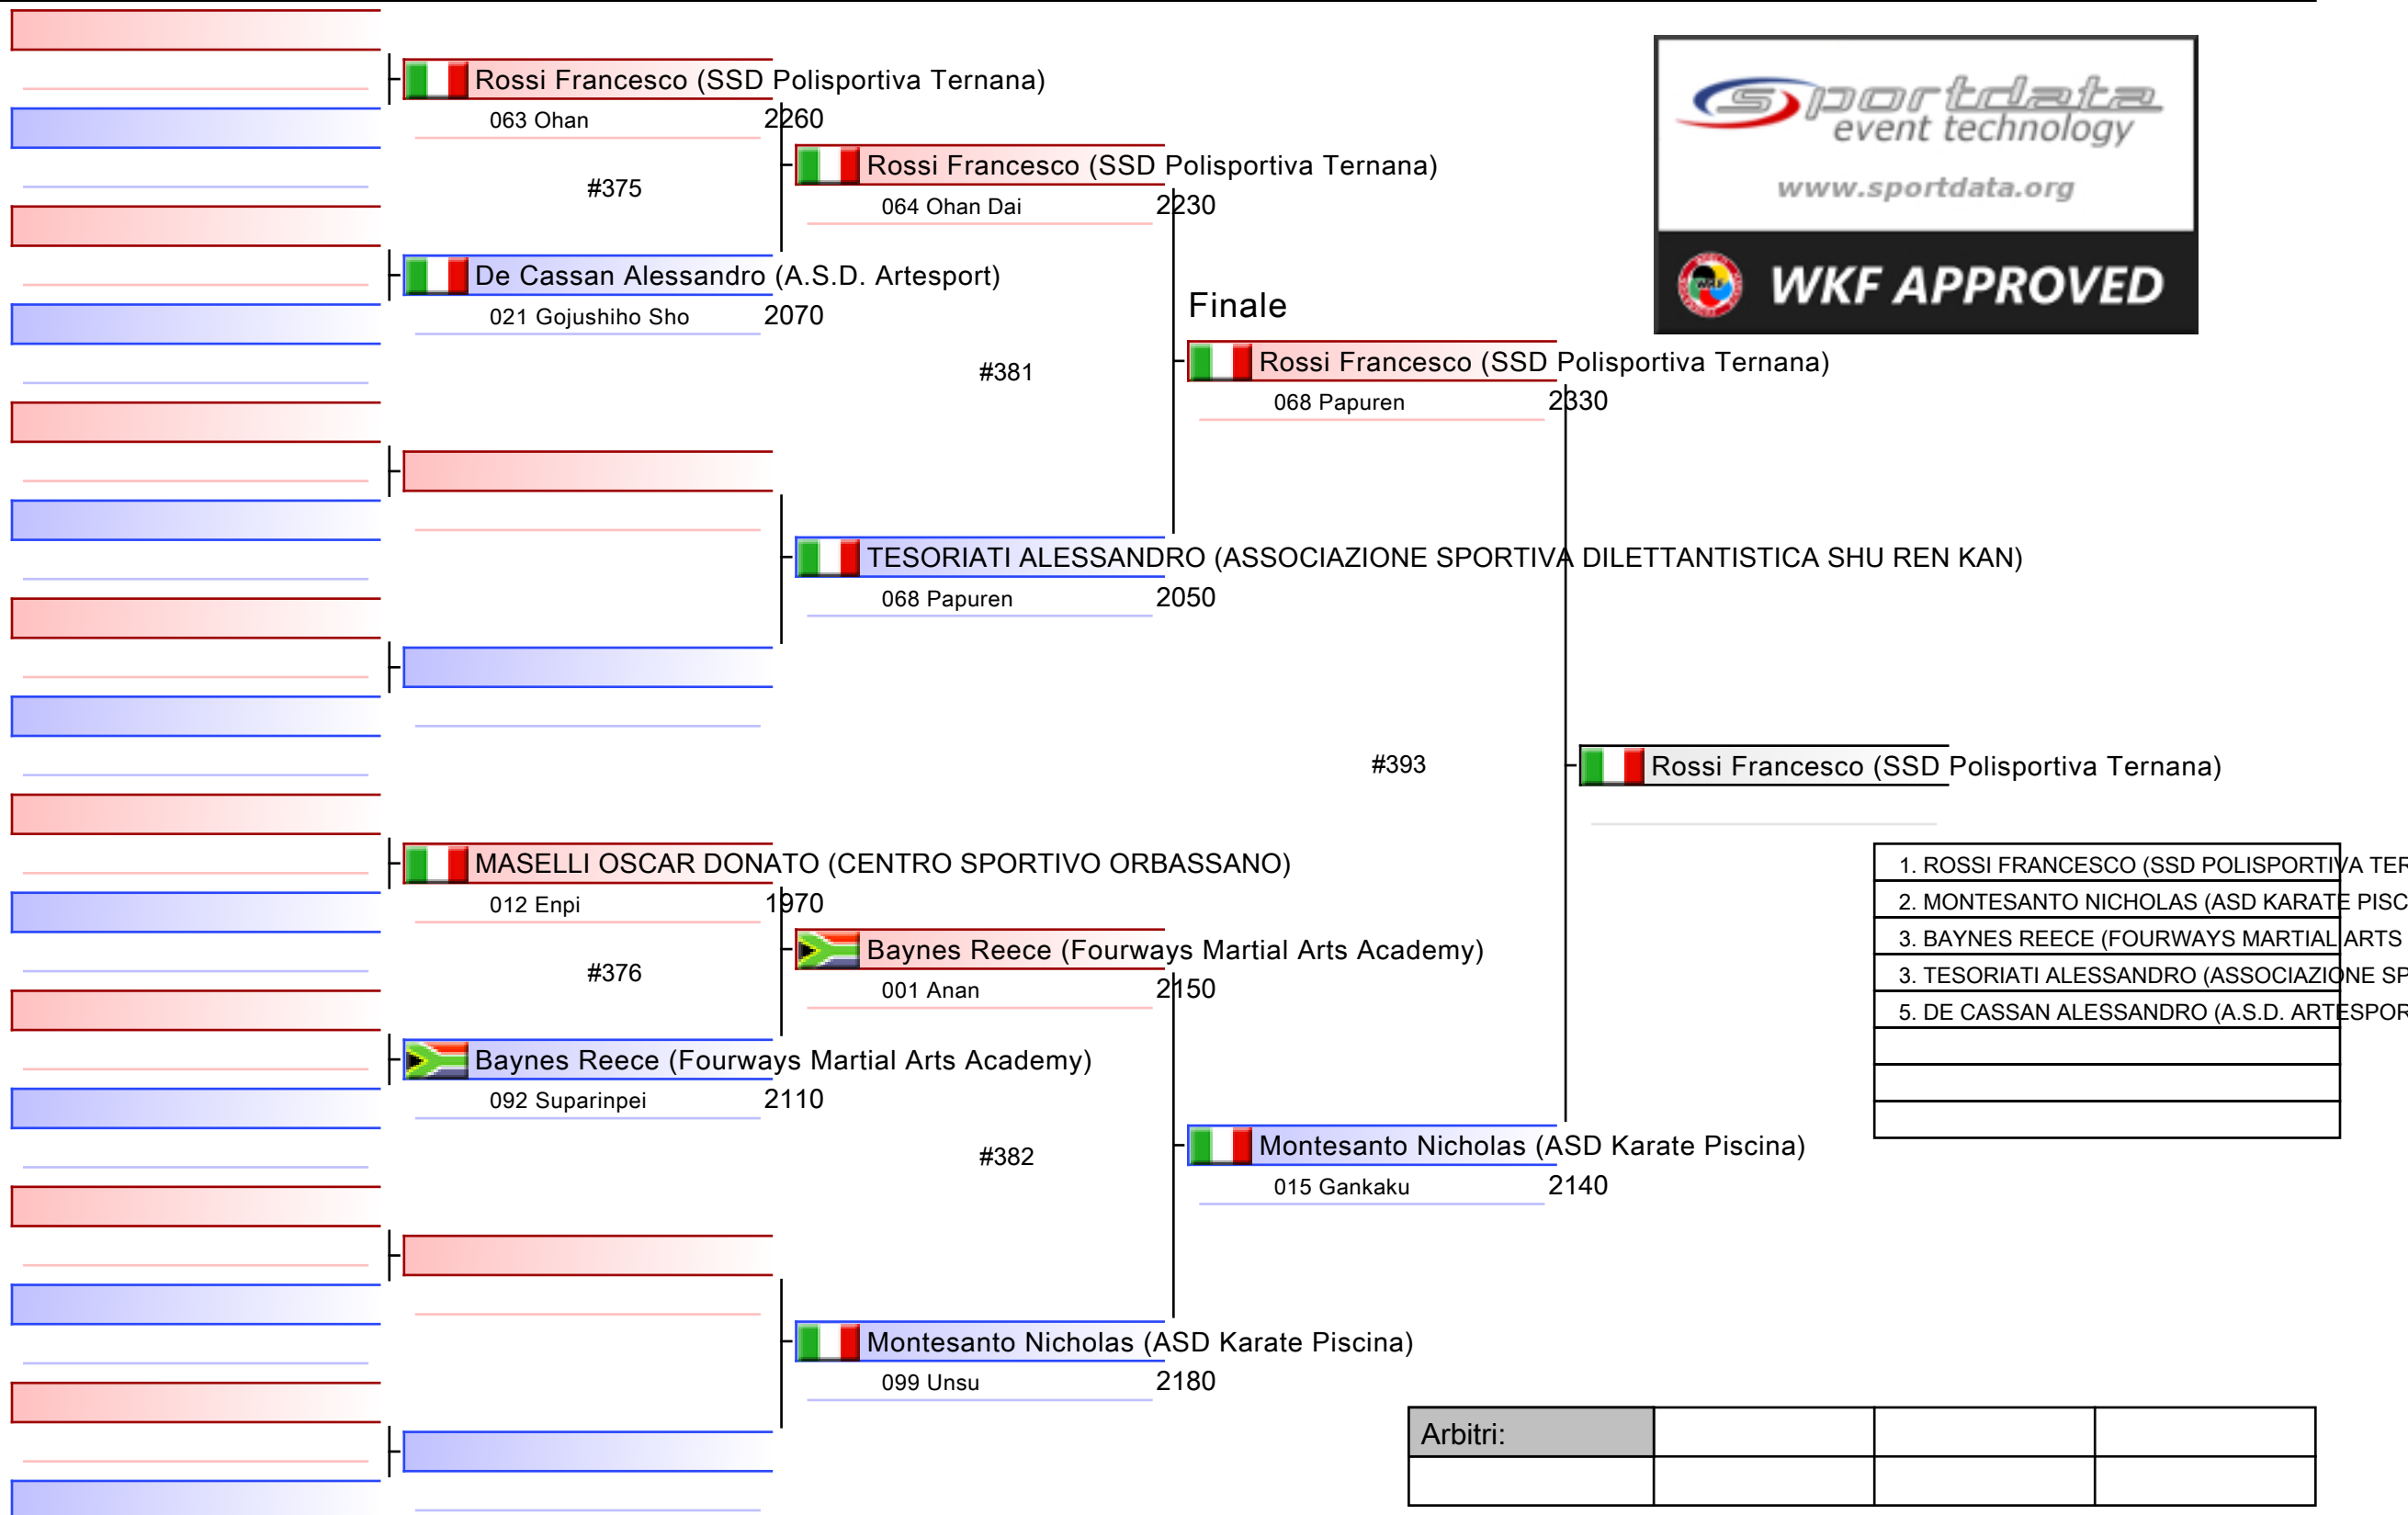 Rossi Francesco (SSD Polisportiva Ternana)
063 Ohan 2260
#375
De Cassan Alessandro (A.S.D. Artesport)
021 Gojushiho Sho 2070
Rossi Francesco (SSD Polisportiva Ternana)
064 Ohan Dai 2230
#381
TESORIATI ALESSANDRO (ASSOCIAZIONE SPORTIVA DILETTANTISTICA SHU REN KAN)
068 Papuren 2050
Finale
Rossi Francesco (SSD Polisportiva Ternana)
068 Papuren 2330
#393
Rossi Francesco (SSD Polisportiva Ternana)
MASELLI OSCAR DONATO (CENTRO SPORTIVO ORBASSANO)
012 Enpi 1970
#376
Baynes Reece (Fourways Martial Arts Academy)
092 Suparinpei 2110
Baynes Reece (Fourways Martial Arts Academy)
001 Anan 2150
#382
Montesanto Nicholas (ASD Karate Piscina)
099 Unsu 2180
Montesanto Nicholas (ASD Karate Piscina)
015 Gankaku 2140
sportdata
event technology
www.sportdata.org
WKF APPROVED
1. ROSSI FRANCESCO (SSD POLISPORTIVA TER
2. MONTESANTO NICHOLAS (ASD KARATE PISC
3. BAYNES REECE (FOURWAYS MARTIAL ARTS
3. TESORIATI ALESSANDRO (ASSOCIAZIONE SP
5. DE CASSAN ALESSANDRO (A.S.D. ARTESPOR
Arbitri: